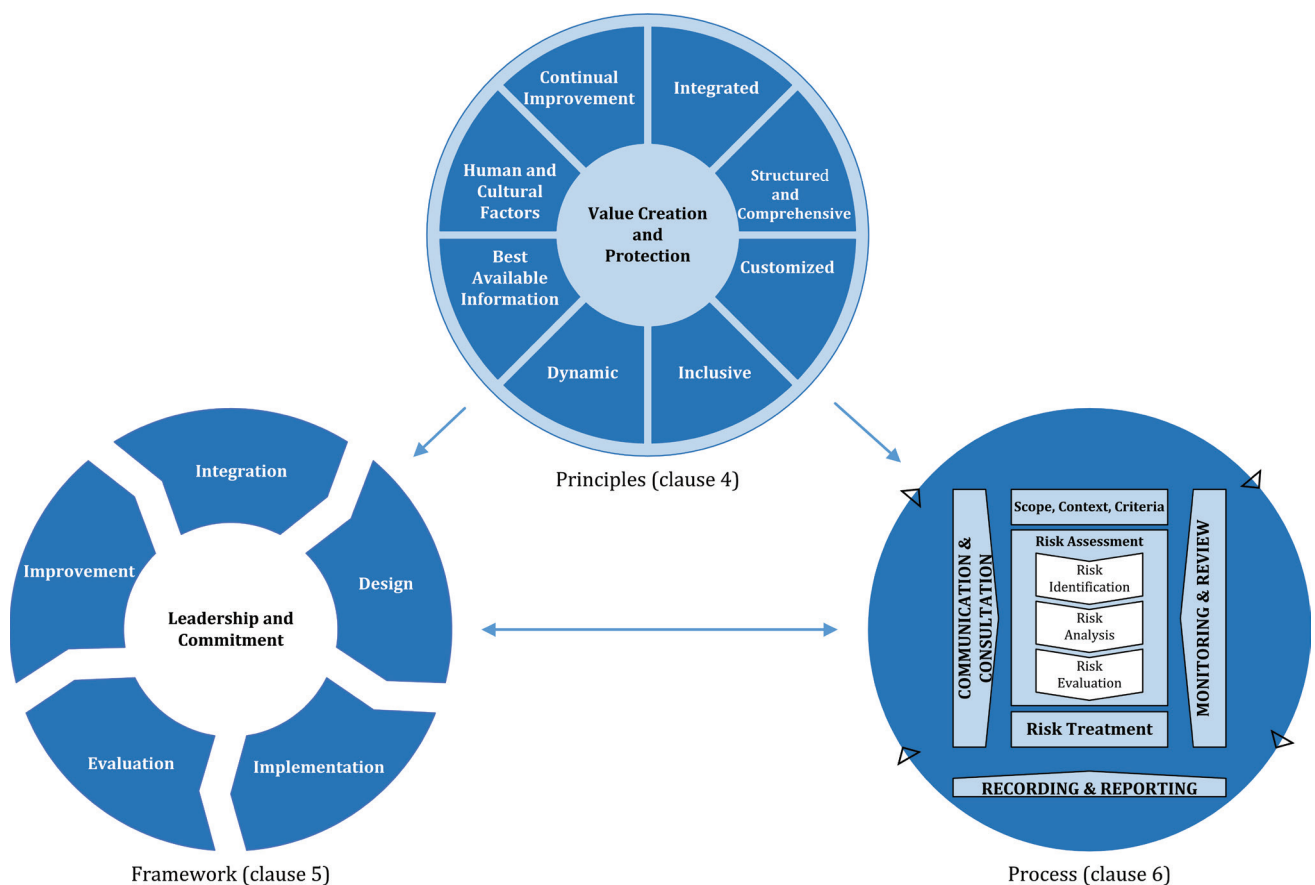 Continual
Improvement
Integrated
Structured
and
Comprehensive
Customized
Inclusive
Dynamic
Best
Available
Information
Human and
Cultural
Factors
Value Creation
and
Protection
Principles (clause 4)
Integration
Design
Implementation
Evaluation
Improvement
Leadership and
Commitment
Framework (clause 5)
Scope, Context, Criteria
Risk Assessment
Risk
Identification
Risk
Analysis
Risk
Evaluation
Risk Treatment
COMMUNICATION &
CONSULTATION
MONITORING & REVIEW
RECORDING & REPORTING
Process (clause 6)